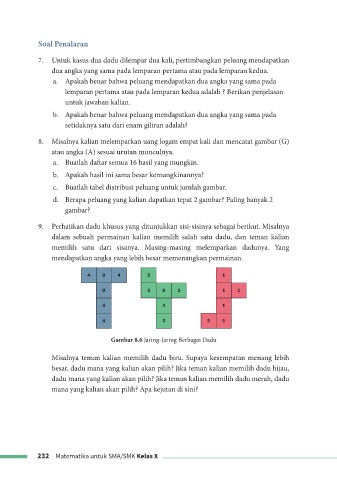 Soal Penalaran
7. Untuk kasus dua dadu dilempar dua kali, pertimbangkan peluang mendapatkan
dua angka yang sama pada lemparan pertama atau pada lemparan kedua.
a. Apakah benar bahwa peluang mendapatkan dua angka yang sama pada
lemparan pertama atau pada lemparan kedua adalah ? Berikan penjelasan
untuk jawaban kalian.
b. Apakah benar bahwa peluang mendapatkan dua angka yang sama pada
setidaknya satu dari enam giliran adalah?
8. Misalnya kalian melemparkan uang logam empat kali dan mencatat gambar (G)
atau angka (A) sesuai urutan munculnya.
a. Buatlah daftar semua 16 hasil yang mungkin.
b. Apakah hasil ini sama besar kemungkinannya?
c. Buatlah tabel distribusi peluang untuk jumlah gambar.
d. Berapa peluang yang kalian dapatkan tepat 2 gambar? Paling banyak 2
gambar?
9. Perhatikan dadu khusus yang ditunjukkan sisi-sisinya sebagai berikut. Misalnya
dalam sebuah permainan kalian memilih salah satu dadu, dan teman kalian
memilih satu dari sisanya. Masing-masing melemparkan dadunya. Yang
mendapatkan angka yang lebih besar memenangkan permainan.
4 0 4 3 1
0 3 6 3 1 1
4 3 1
4 3 5 5
Gambar 8.6 Jaring-Jaring Berbagai Dadu
Misalnya teman kalian memilih dadu biru. Supaya kesempatan menang lebih
besar, dadu mana yang kalian akan pilih? Jika teman kalian memilih dadu hijau,
dadu mana yang kalian akan pilih? Jika teman kalian memilih dadu merah, dadu
mana yang kalian akan pilih? Apa kejutan di sini?
232 Matematika untuk SMA/SMK Kelas X